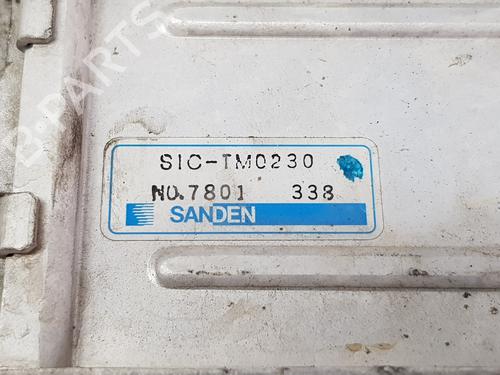 B-PARTS
SIC-TM0230
NO.7801 338
SANDEN